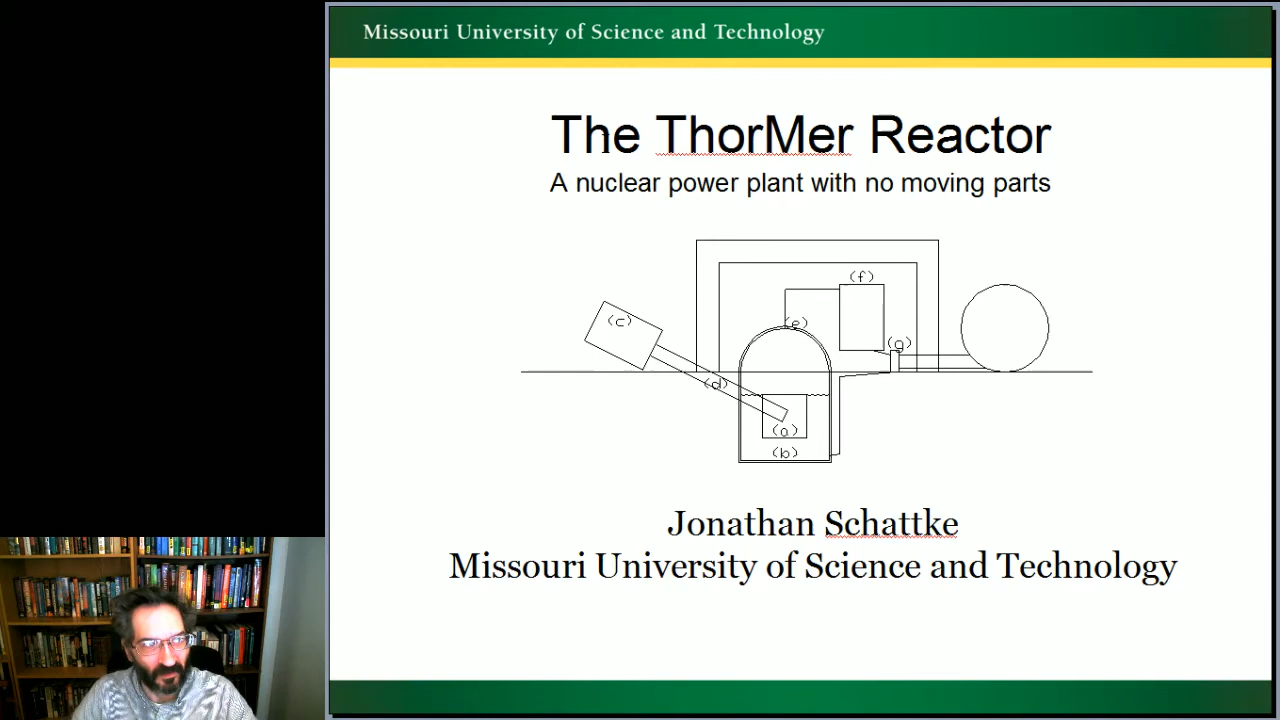 Missouri University of Science and Technology
The ThorMer Reactor
A nuclear power plant with no moving parts
(f)
(c)
(e)
(g)
(d)
(a)
(b)
Jonathan Schattke
Missouri University of Science and Technology